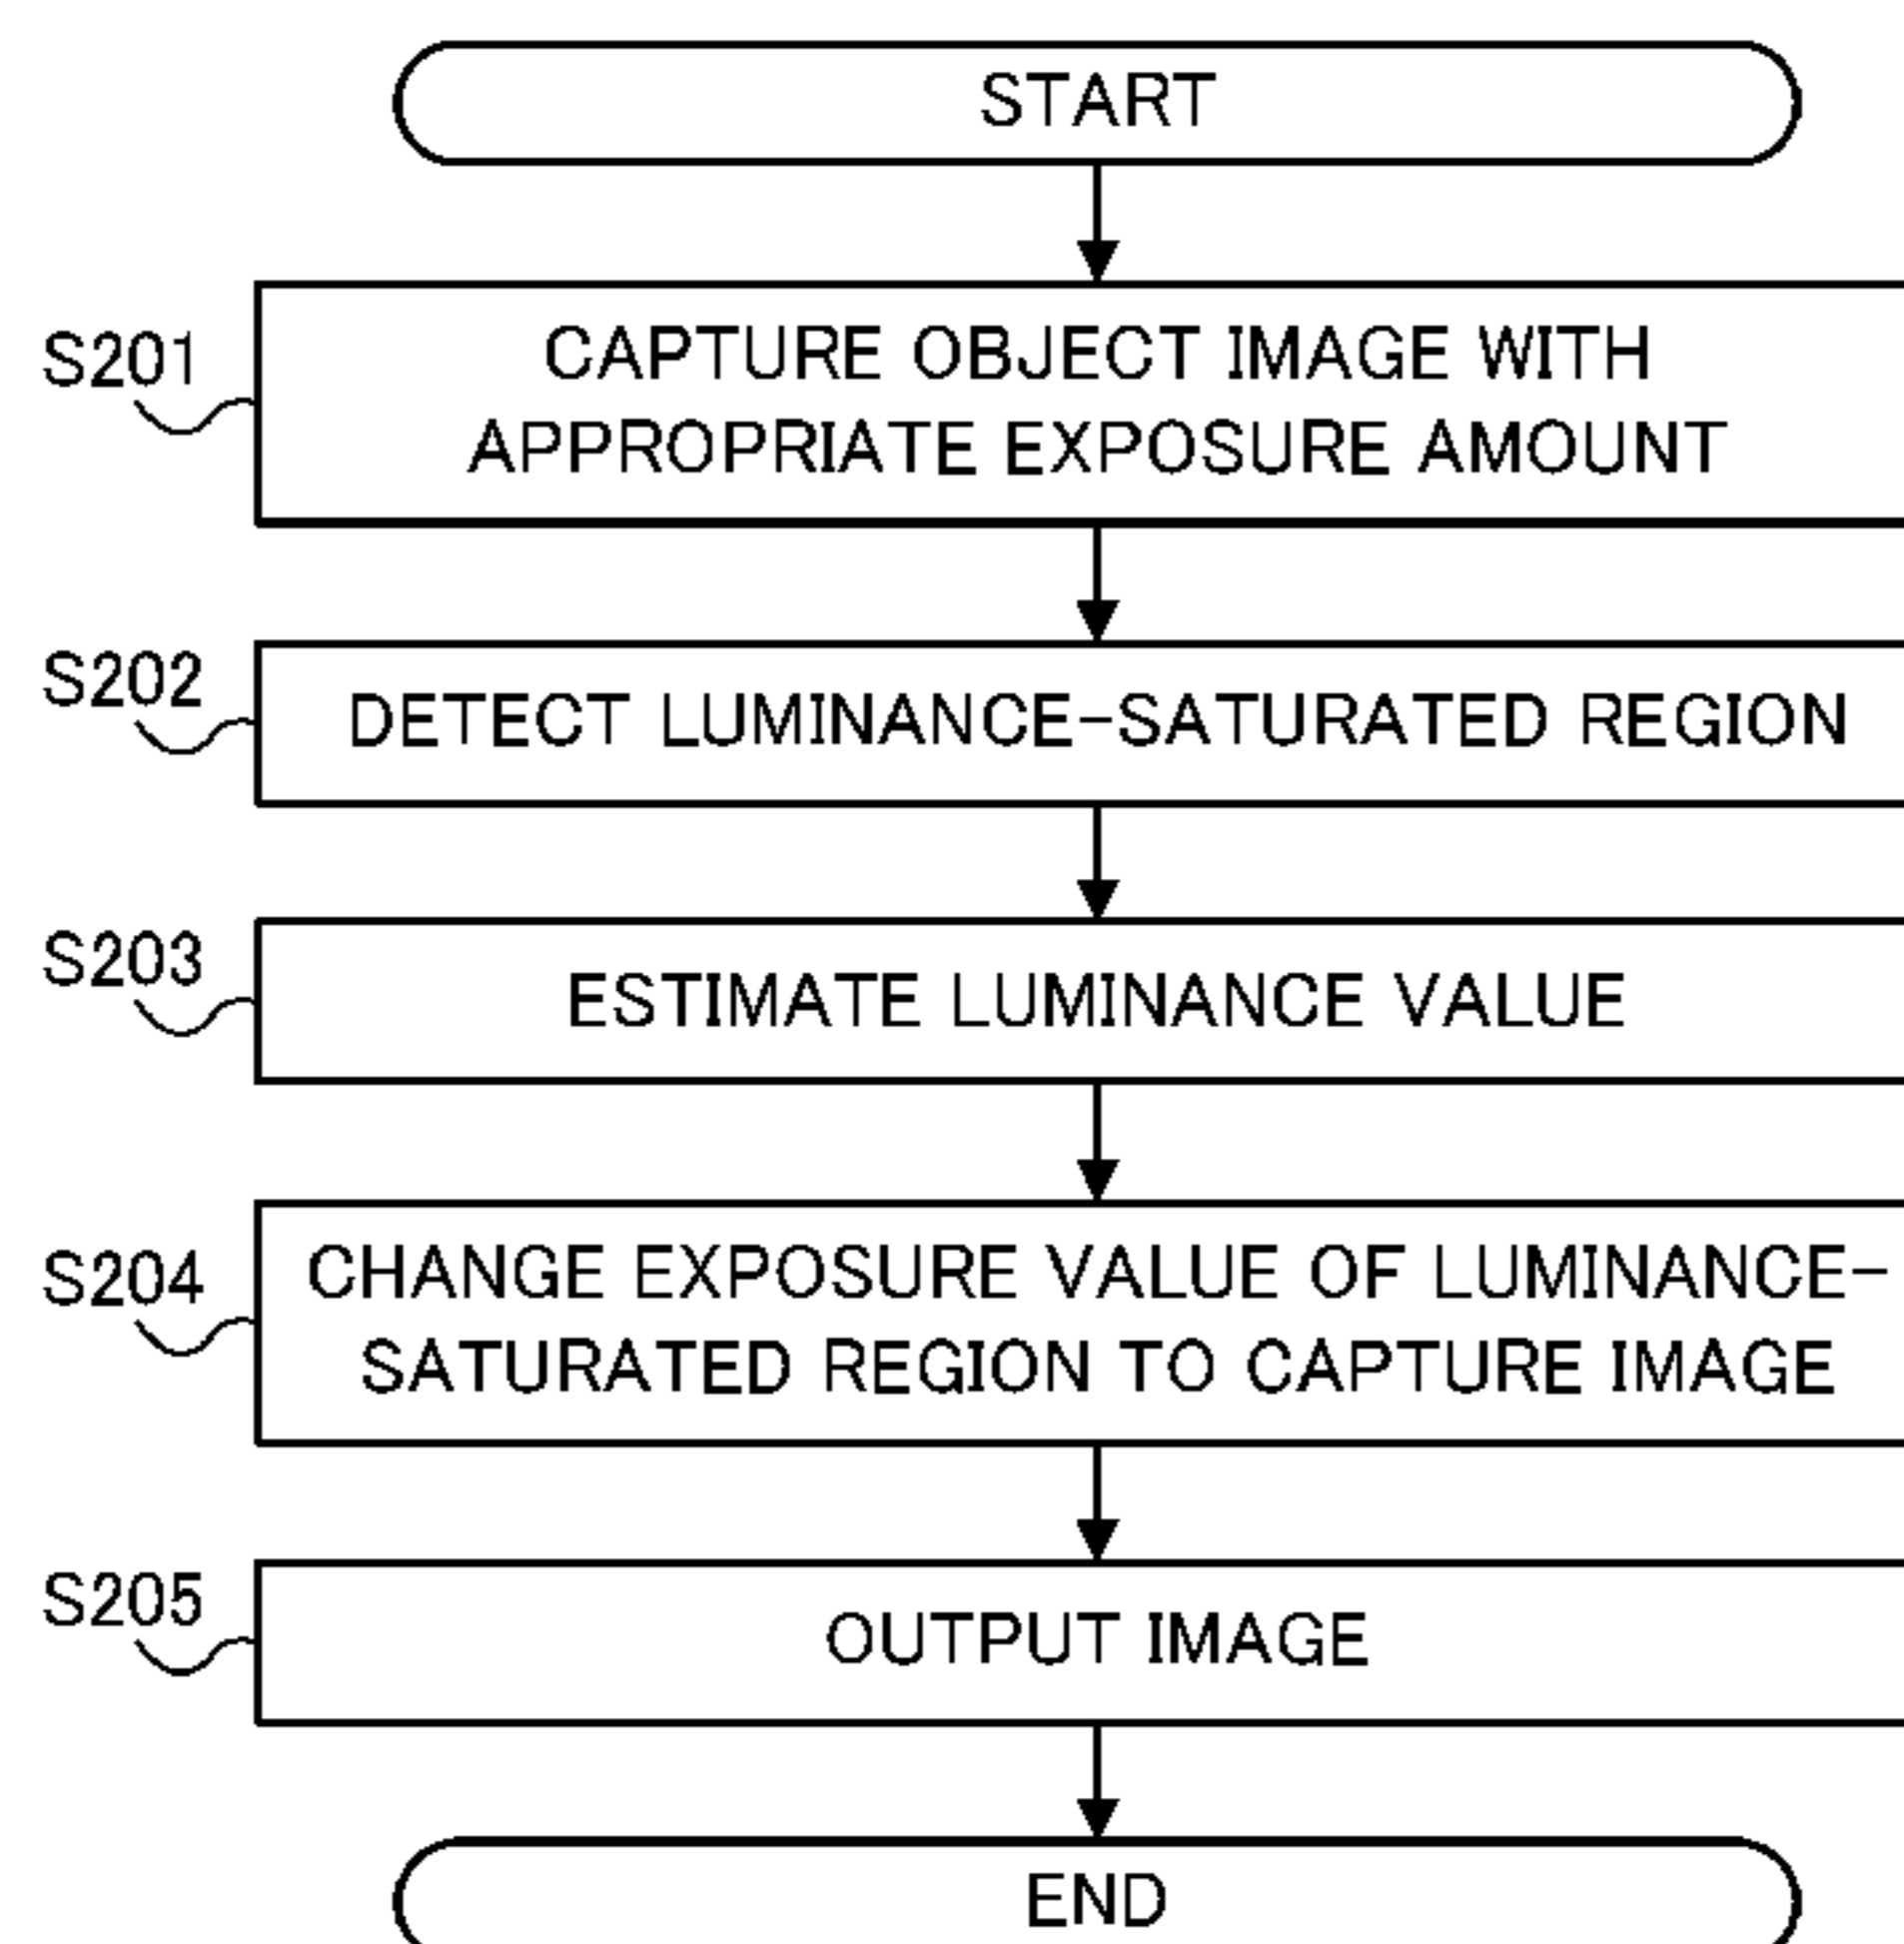 START
S201
CAPTURE OBJECT IMAGE WITH
APPROPRIATE EXPOSURE AMOUNT
S202
DETECT LUMINANCE-SATURATED REGION
S203
ESTIMATE LUMINANCE VALUE
S204
CHANGE EXPOSURE VALUE OF LUMINANCE-
SATURATED REGION TO CAPTURE IMAGE
S205
OUTPUT IMAGE
END